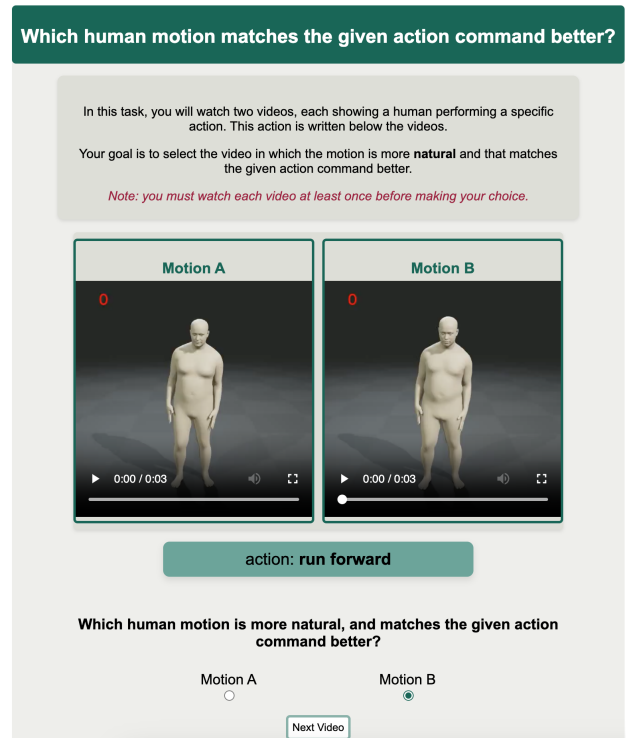 Which human motion matches the given action command better?
In this task, you will watch two videos, each showing a human performing a specific
action. This action is written below the videos.
Your goal is to select the video in which the motion is more natural and that matches
the given action command better.
Note: you must watch each video at least once before making your choice.
Motion A
Motion B
0
0
0:00 / 0:03
0:00 / 0:03
action: run forward
Which human motion is more natural, and matches the given action
command better?
Motion A
Motion B
Next Video